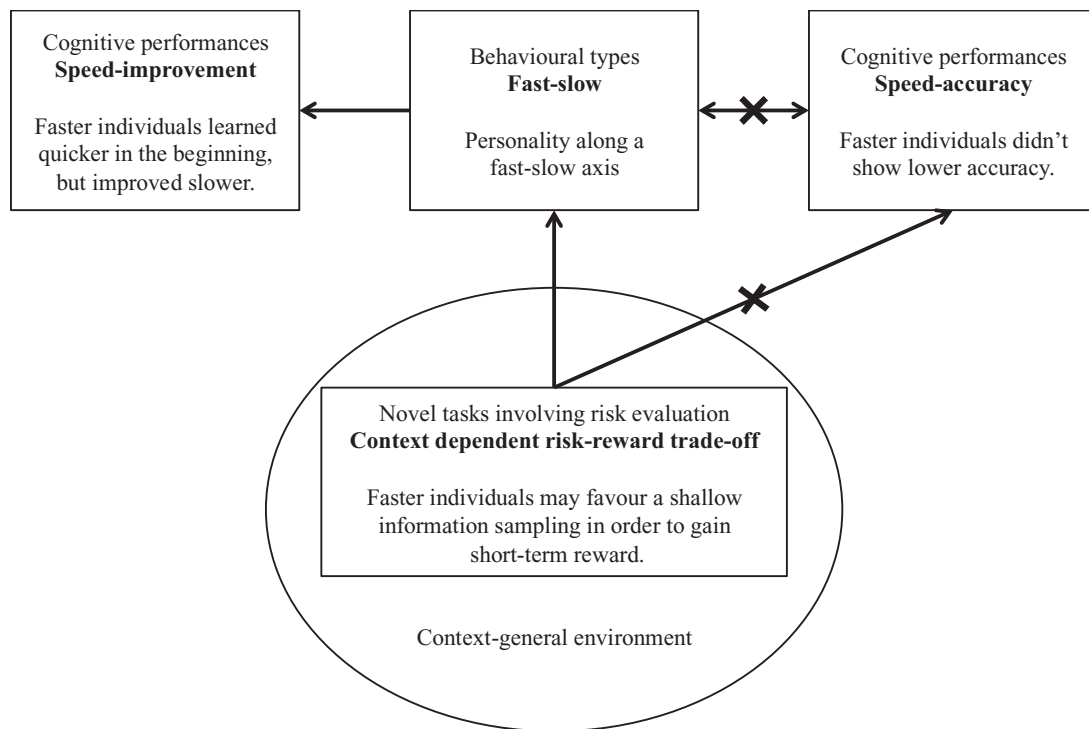 Cognitive performances
Speed-improvement
Faster individuals learned
quicker in the beginning,
but improved slower.
Behavioural types
Fast-slow
Personality along a
fast-slow axis
Cognitive performances
Speed-accuracy
Faster individuals didn't
show lower accuracy.
Novel tasks involving risk evaluation
Context dependent risk-reward trade-off
Faster individuals may favour a shallow
information sampling in order to gain
short-term reward.
Context-general environment